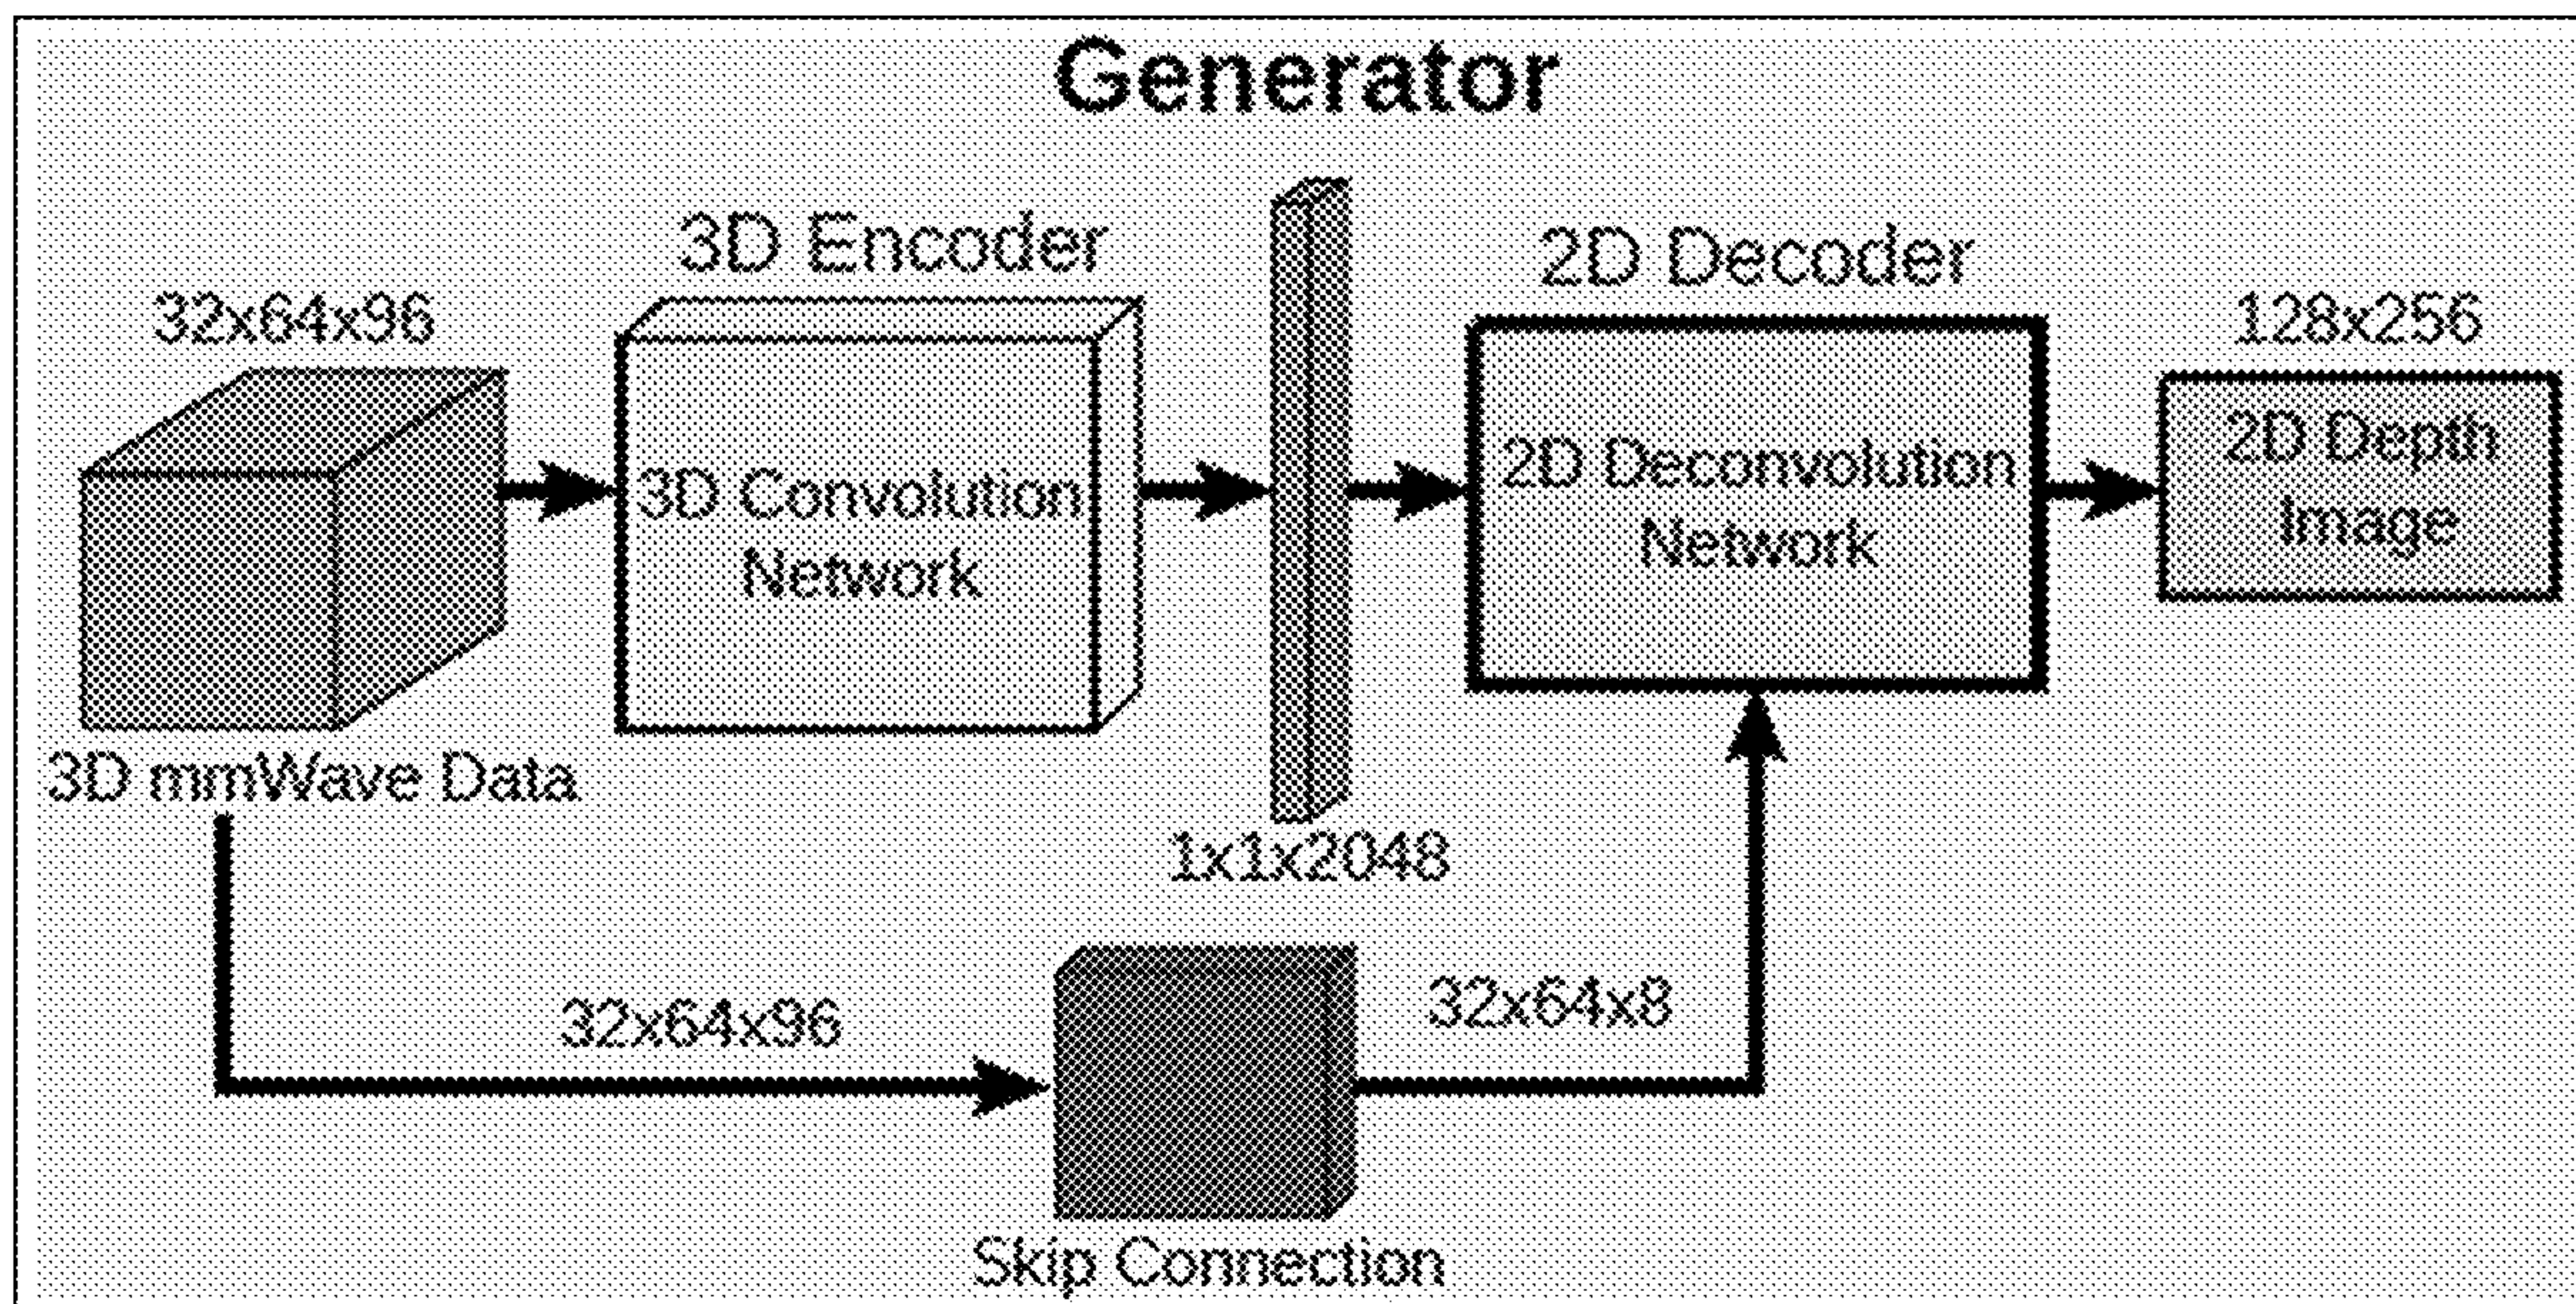 Generator
3D Encoder
2D Decoder
32x64x96
128x256
3D Convolution
Network
2D Deconvolution
Network
2D Depth
Image
3D mmWave Data
1x1x2048
32x64x96
32x64x8
Skip Connection